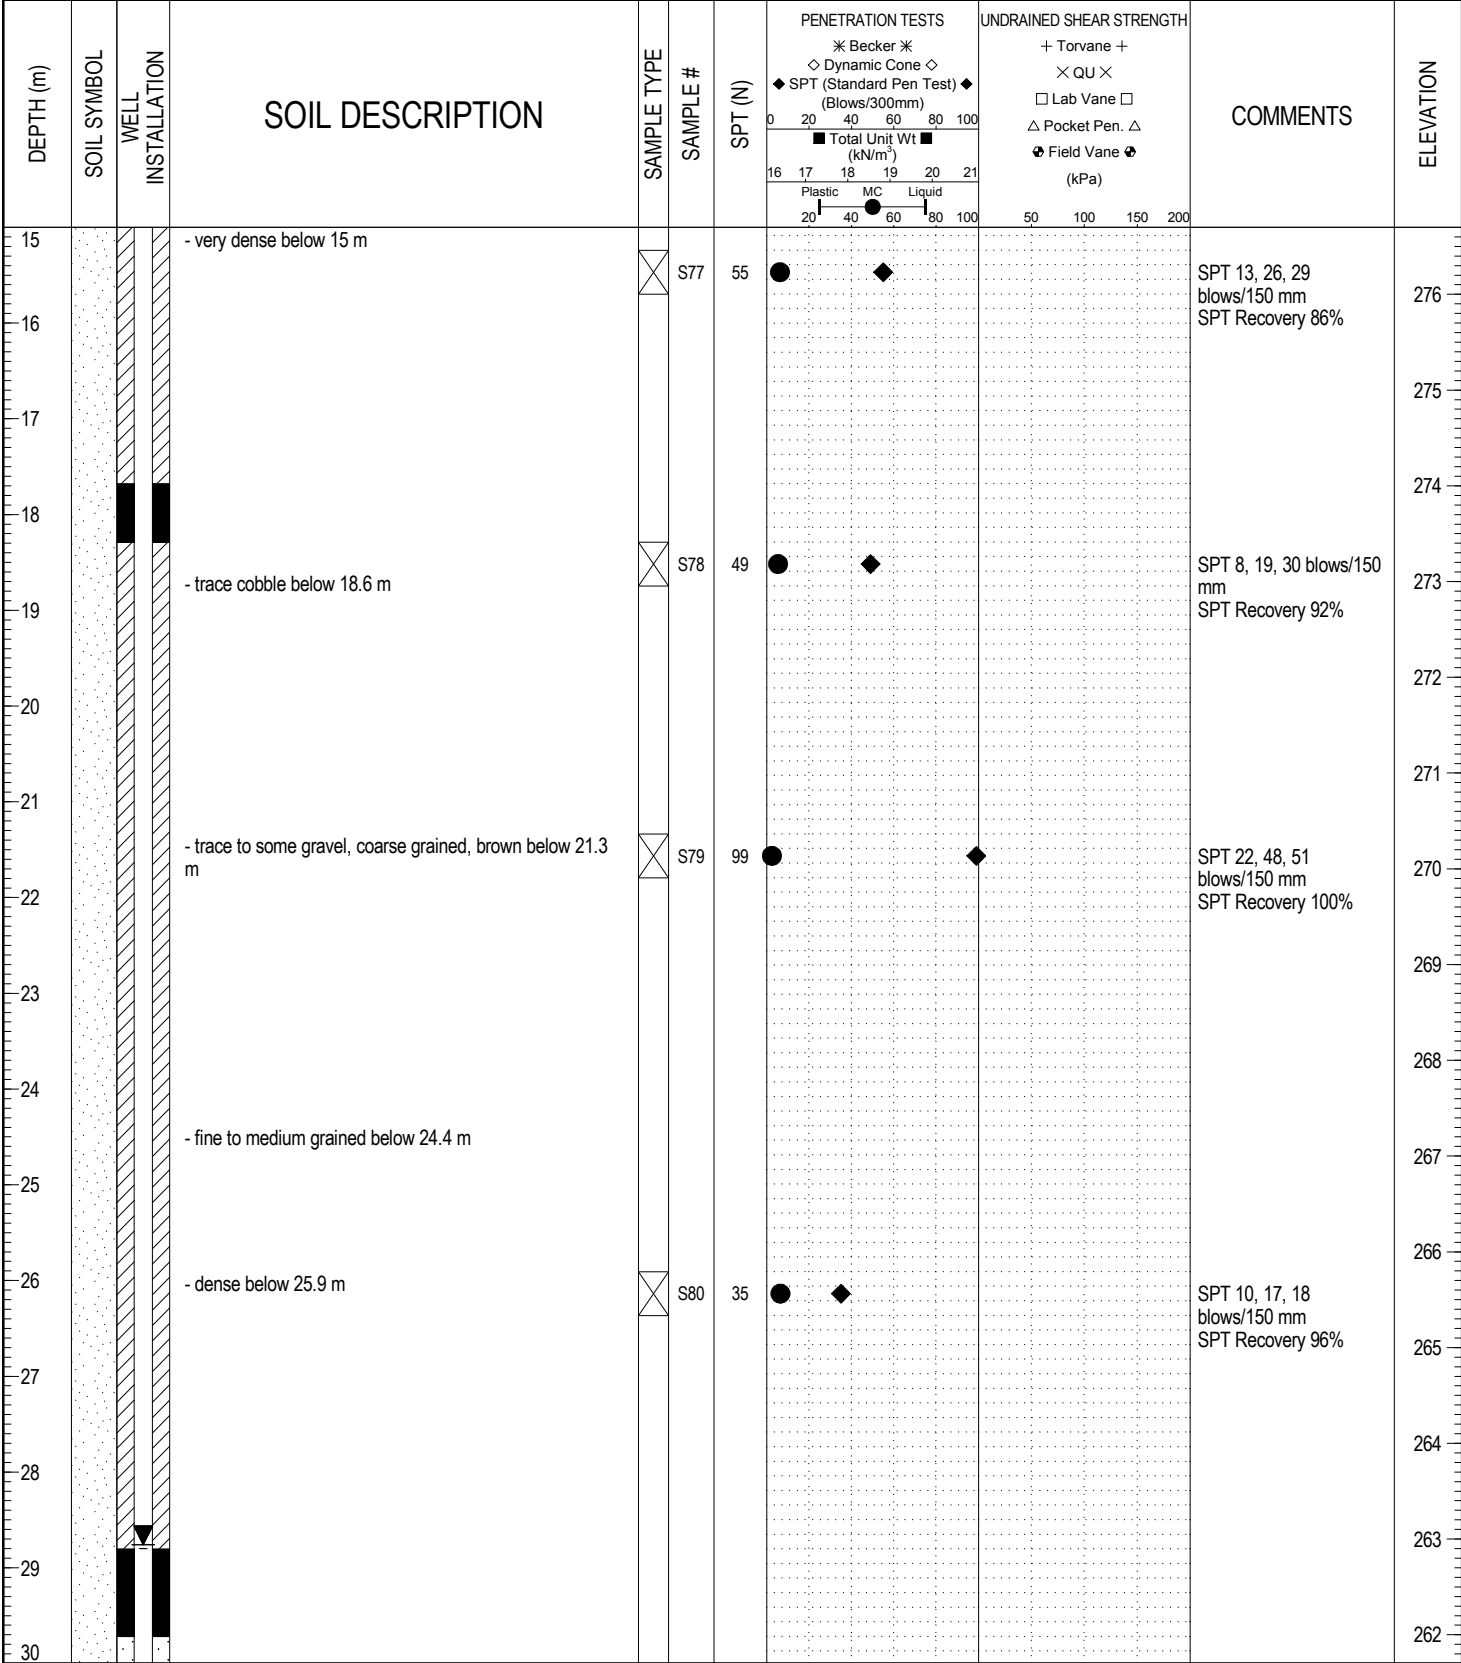 DEPTH (m)
SOIL SYMBOL
WELL
INSTALLATION
SOIL DESCRIPTION
SAMPLE TYPE
SAMPLE #
SPT (N)
PENETRATION TESTS
✳ Becker ✳
◇ Dynamic Cone ◇
◆ SPT (Standard Pen Test) ◆
(Blows/300mm)
0 20 40 60 80 100
■ Total Unit Wt ■
(kN/m³)
16 17 18 19 20 21
Plastic MC Liquid
20 40 60 80 100
UNDRAINED SHEAR STRENGTH
+ Torvane +
× QU ×
□ Lab Vane □
△ Pocket Pen. △
Field Vane
(kPa)
50 100 150 200
COMMENTS
ELEVATION
15
- very dense below 15 m
S77 55
SPT 13, 26, 29
blows/150 mm
SPT Recovery 86%
276
16
275
17
274
18
S78 49
SPT 8, 19, 30 blows/150
mm
SPT Recovery 92%
- trace cobble below 18.6 m
273
19
272
20
271
21
- trace to some gravel, coarse grained, brown below 21.3
m
S79 99
SPT 22, 48, 51
blows/150 mm
SPT Recovery 100%
270
22
269
23
268
24
- fine to medium grained below 24.4 m
267
25
266
26
- dense below 25.9 m
S80 35
SPT 10, 17, 18
blows/150 mm
SPT Recovery 96%
265
27
264
28
263
29
262
30